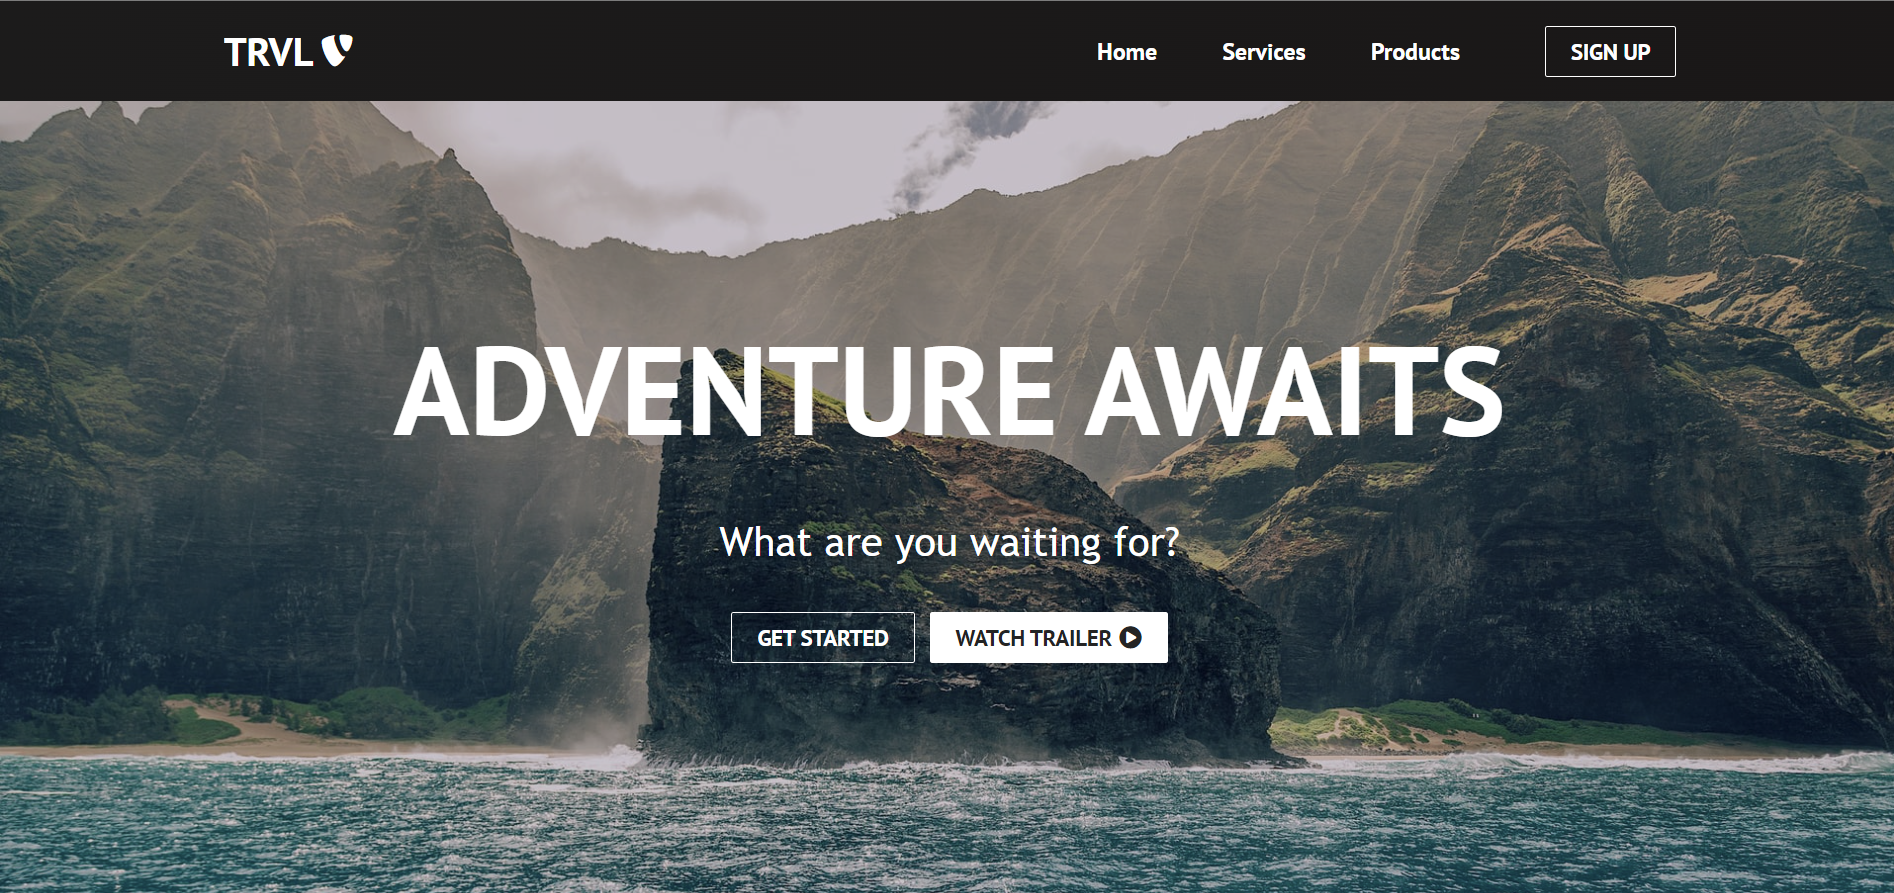 TRVL
Home Services Products SIGN UP
ADVENTURE AWAITS
What are you waiting for?
GET STARTED WATCH TRAILER